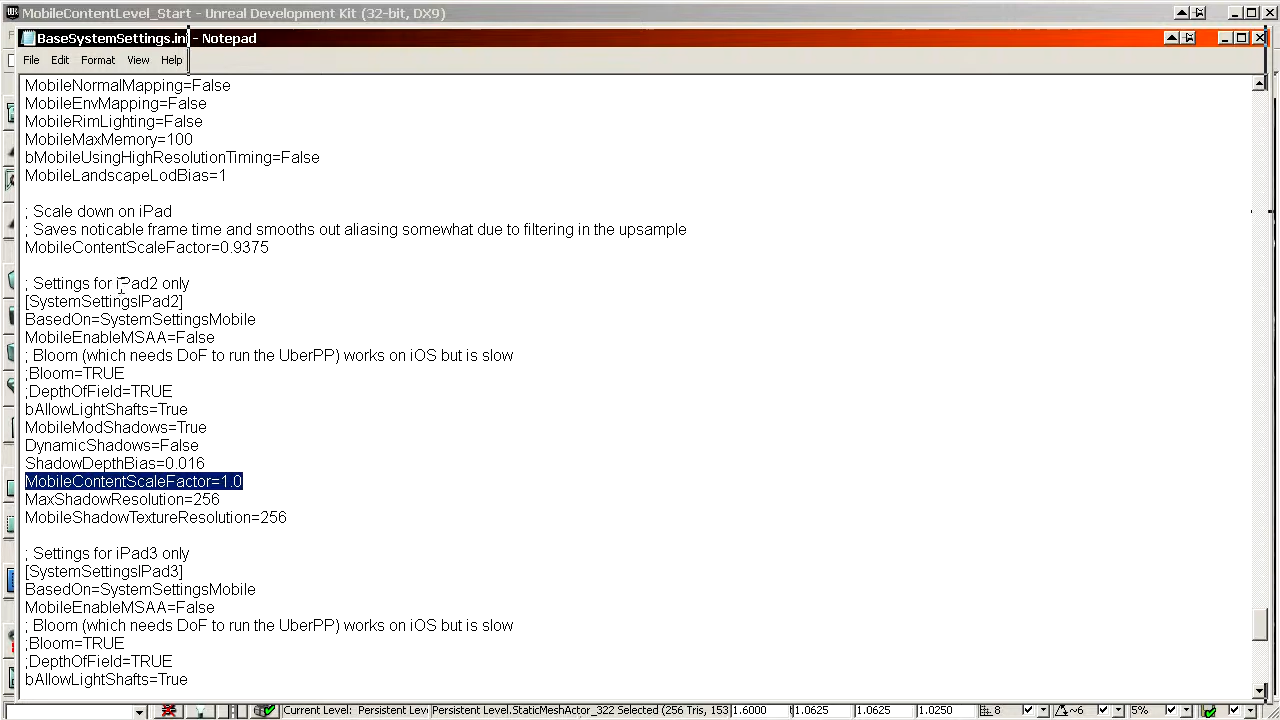 MobileContentLevel_Start - Unreal Development Kit (32-bit, DX9)
BaseSystemSettings.ini - Notepad
File Edit Format View Help
MobileNormalMapping=False
MobileEnvMapping=False
MobileRimLighting=False
MobileMaxMemory=100
bMobileUsingHighResolutionTiming=False
MobileLandscapeLodBias=1
; Scale down on iPad
; Saves noticable frame time and smooths out aliasing somewhat due to filtering in the upsample
MobileContentScaleFactor=0.9375
; Settings for iPad2 only
[SystemSettingsIPad2]
BasedOn=SystemSettingsMobile
MobileEnableMSAA=False
; Bloom (which needs DoF to run the UberPP) works on iOS but is slow
;Bloom=TRUE
;DepthOfField=TRUE
bAllowLightShafts=True
MobileModShadows=True
DynamicShadows=False
ShadowDepthBias=0.016
MobileContentScaleFactor=1.0
MaxShadowResolution=256
MobileShadowTextureResolution=256
; Settings for iPad3 only
[SystemSettingsIPad3]
BasedOn=SystemSettingsMobile
MobileEnableMSAA=False
; Bloom (which needs DoF to run the UberPP) works on iOS but is slow
;Bloom=TRUE
;DepthOfField=TRUE
bAllowLightShafts=True
Current Level: Persistent Level Persistent Level.StaticMeshActor_322 Selected (256 Tris, 153 1.6000 1.0625 1.0625 1.0250 8 ~6 5%